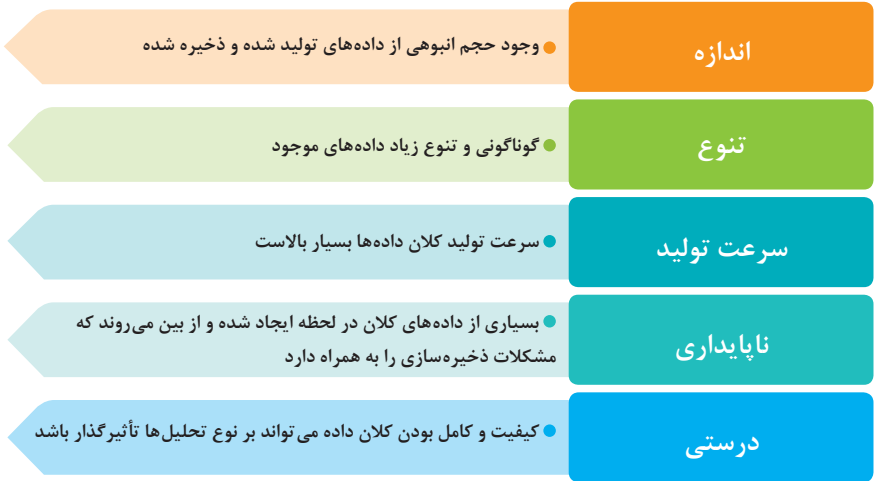 اندازه
وجود حجم انبوهی از داده‌های تولید شده و ذخیره شده
تنوع
گوناگونی و تنوع زیاد داده‌های موجود
سرعت تولید
سرعت تولید کلان داده‌ها بسیار بالاست
ناپایداری
بسیاری از داده‌های کلان در لحظه ایجاد شده و از بین می‌روند که
مشکلات ذخیره‌سازی را به همراه دارد
درستی
کیفیت و کامل بودن کلان داده می‌تواند بر نوع تحلیل‌ها تأثیرگذار باشد